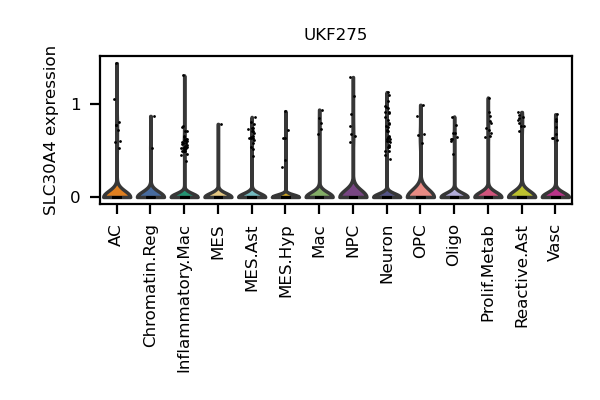 UKF275
SLC30A4 expression
1
0
AC
Chromatin.Reg
Inflammatory.Mac
MES
MES.Ast
MES.Hyp
Mac
NPC
Neuron
OPC
Oligo
Prolif.Metab
Reactive.Ast
Vasc